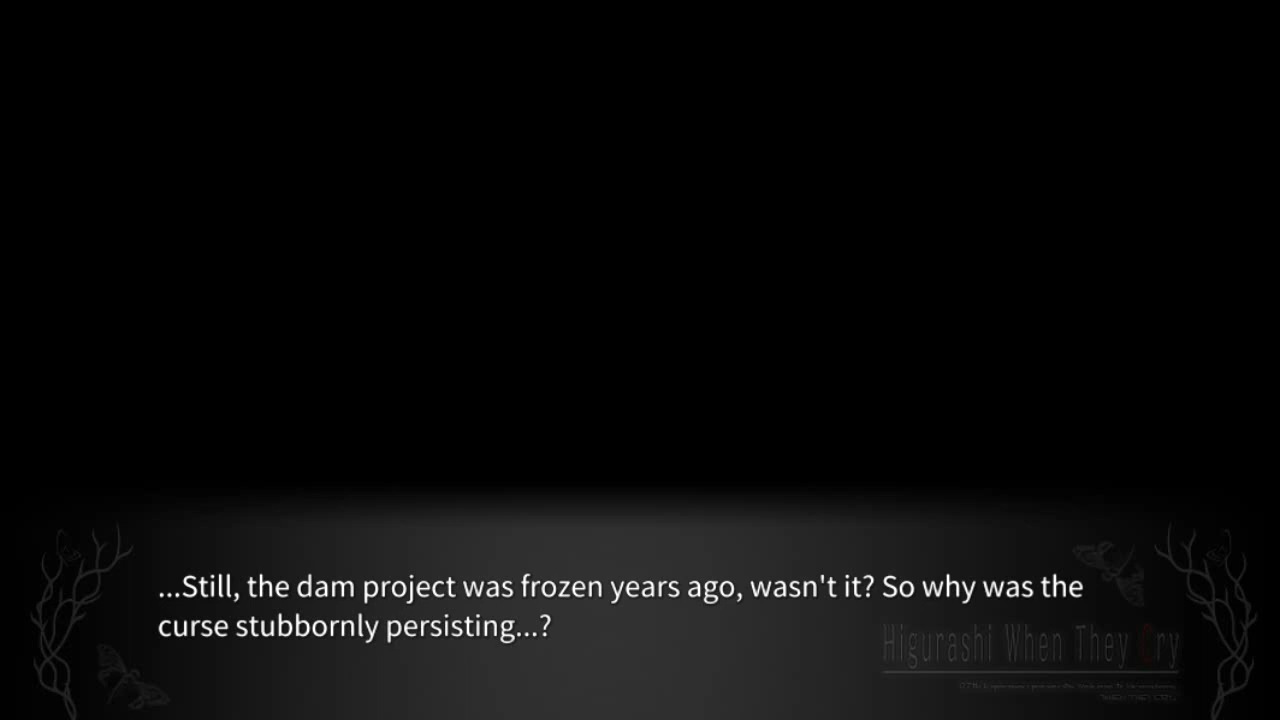 ...Still, the dam project was frozen years ago, wasn't it? So why was the
curse stubbornly persisting...?
Higurashi When They Cry